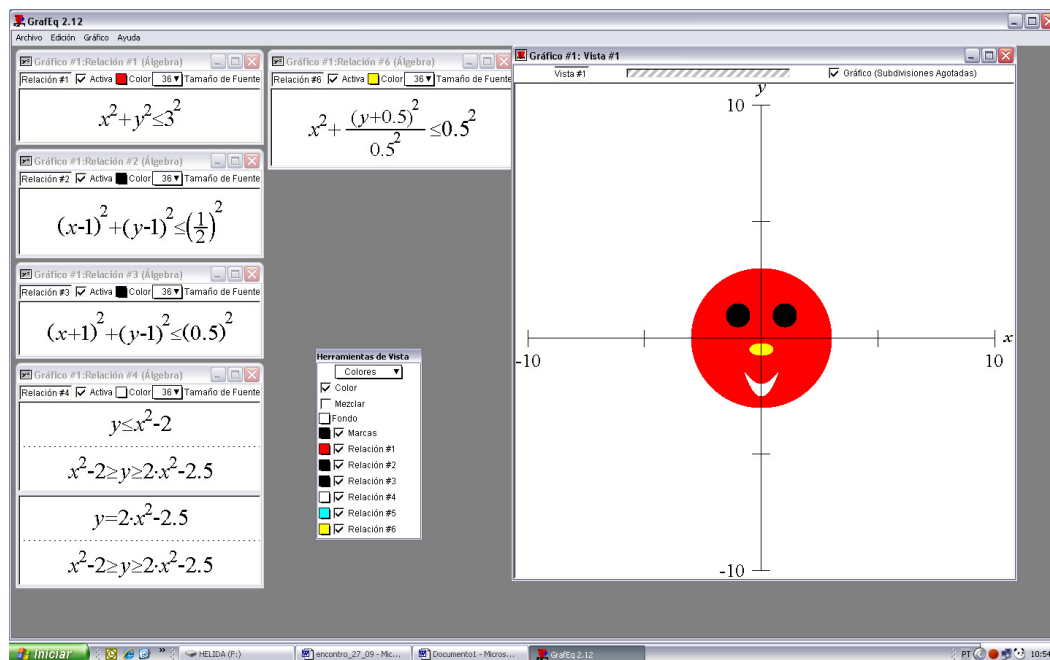 GrafEq 2.12
Archivo Edición Gráfico Ayuda
Gráfico #1:Relación #1 (Álgebra)
Relación #1 Activa Color 36 Tamaño de Fuente
x²+y²≤3²
Gráfico #1:Relación #2 (Álgebra)
Relación #2 Activa Color 36 Tamaño de Fuente
(x-1)²+(y-1)²≤(1/2)²
Gráfico #1:Relación #3 (Álgebra)
Relación #3 Activa Color 36 Tamaño de Fuente
(x+1)²+(y-1)²≤(0.5)²
Gráfico #1:Relación #4 (Álgebra)
Relación #4 Activa Color 36 Tamaño de Fuente
y≤x²-2
x²-2≥y≥2·x²-2.5
y=2·x²-2.5
x²-2≥y≥2·x²-2.5
Gráfico #1:Relación #6 (Álgebra)
Relación #6 Activa Color 36 Tamaño de Fuente
x²+(y+0.5)²/0.5²≤0.5²
Herramientas de Vista
Colores
Color
Mezclar
Fondo
Marcas
Relación #1
Relación #2
Relación #3
Relación #4
Relación #5
Relación #6
Gráfico #1: Vista #1
Vista #1 Gráfico (Subdivisiones Agotadas)
y
10
-10
10
x
-10
Iniciar » HELIDA (F:) encontro_27_09 - Mic... Documento1 - Micros... GrafEq 2.12 PT 10:54